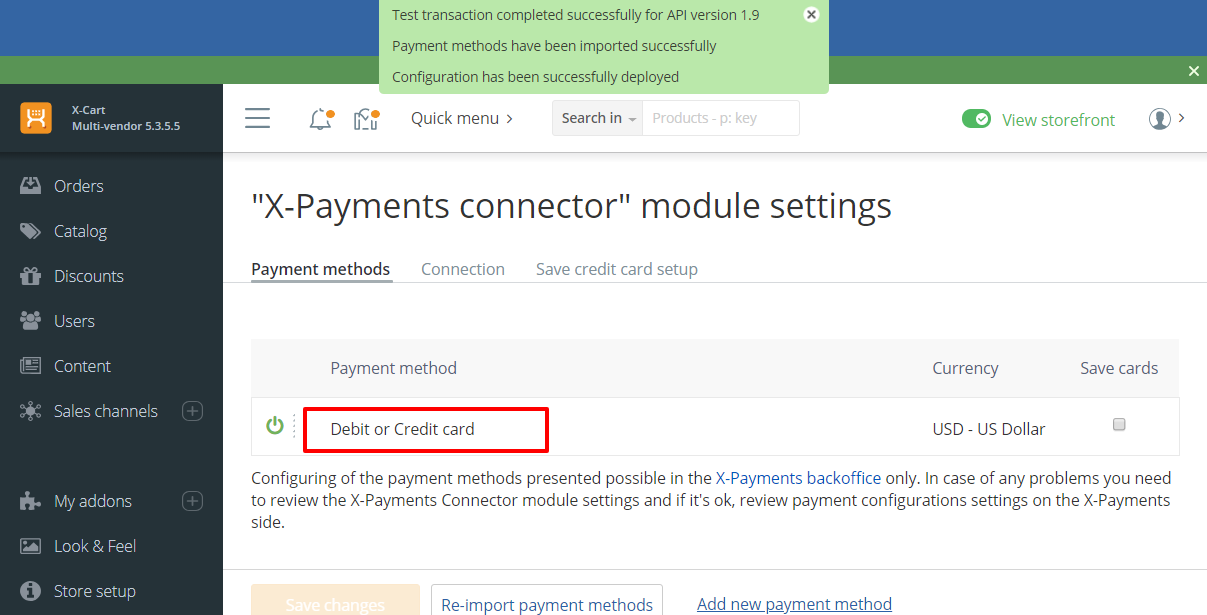 Test transaction completed successfully for API version 1.9
Payment methods have been imported successfully
Configuration has been successfully deployed
X-Cart
Multi-vendor 5.3.5.5
Quick menu
Search in
Products - p: key
View storefront
Orders
Catalog
Discounts
Users
Content
Sales channels
My addons
Look & Feel
Store setup
"X-Payments connector" module settings
Payment methods Connection Save credit card setup
Payment method Currency Save cards
Debit or Credit card USD - US Dollar
Configuring of the payment methods presented possible in the X-Payments backoffice only. In case of any problems you need
to review the X-Payments Connector module settings and if it's ok, review payment configurations settings on the X-Payments
side.
Save changes Re-import payment methods Add new payment method